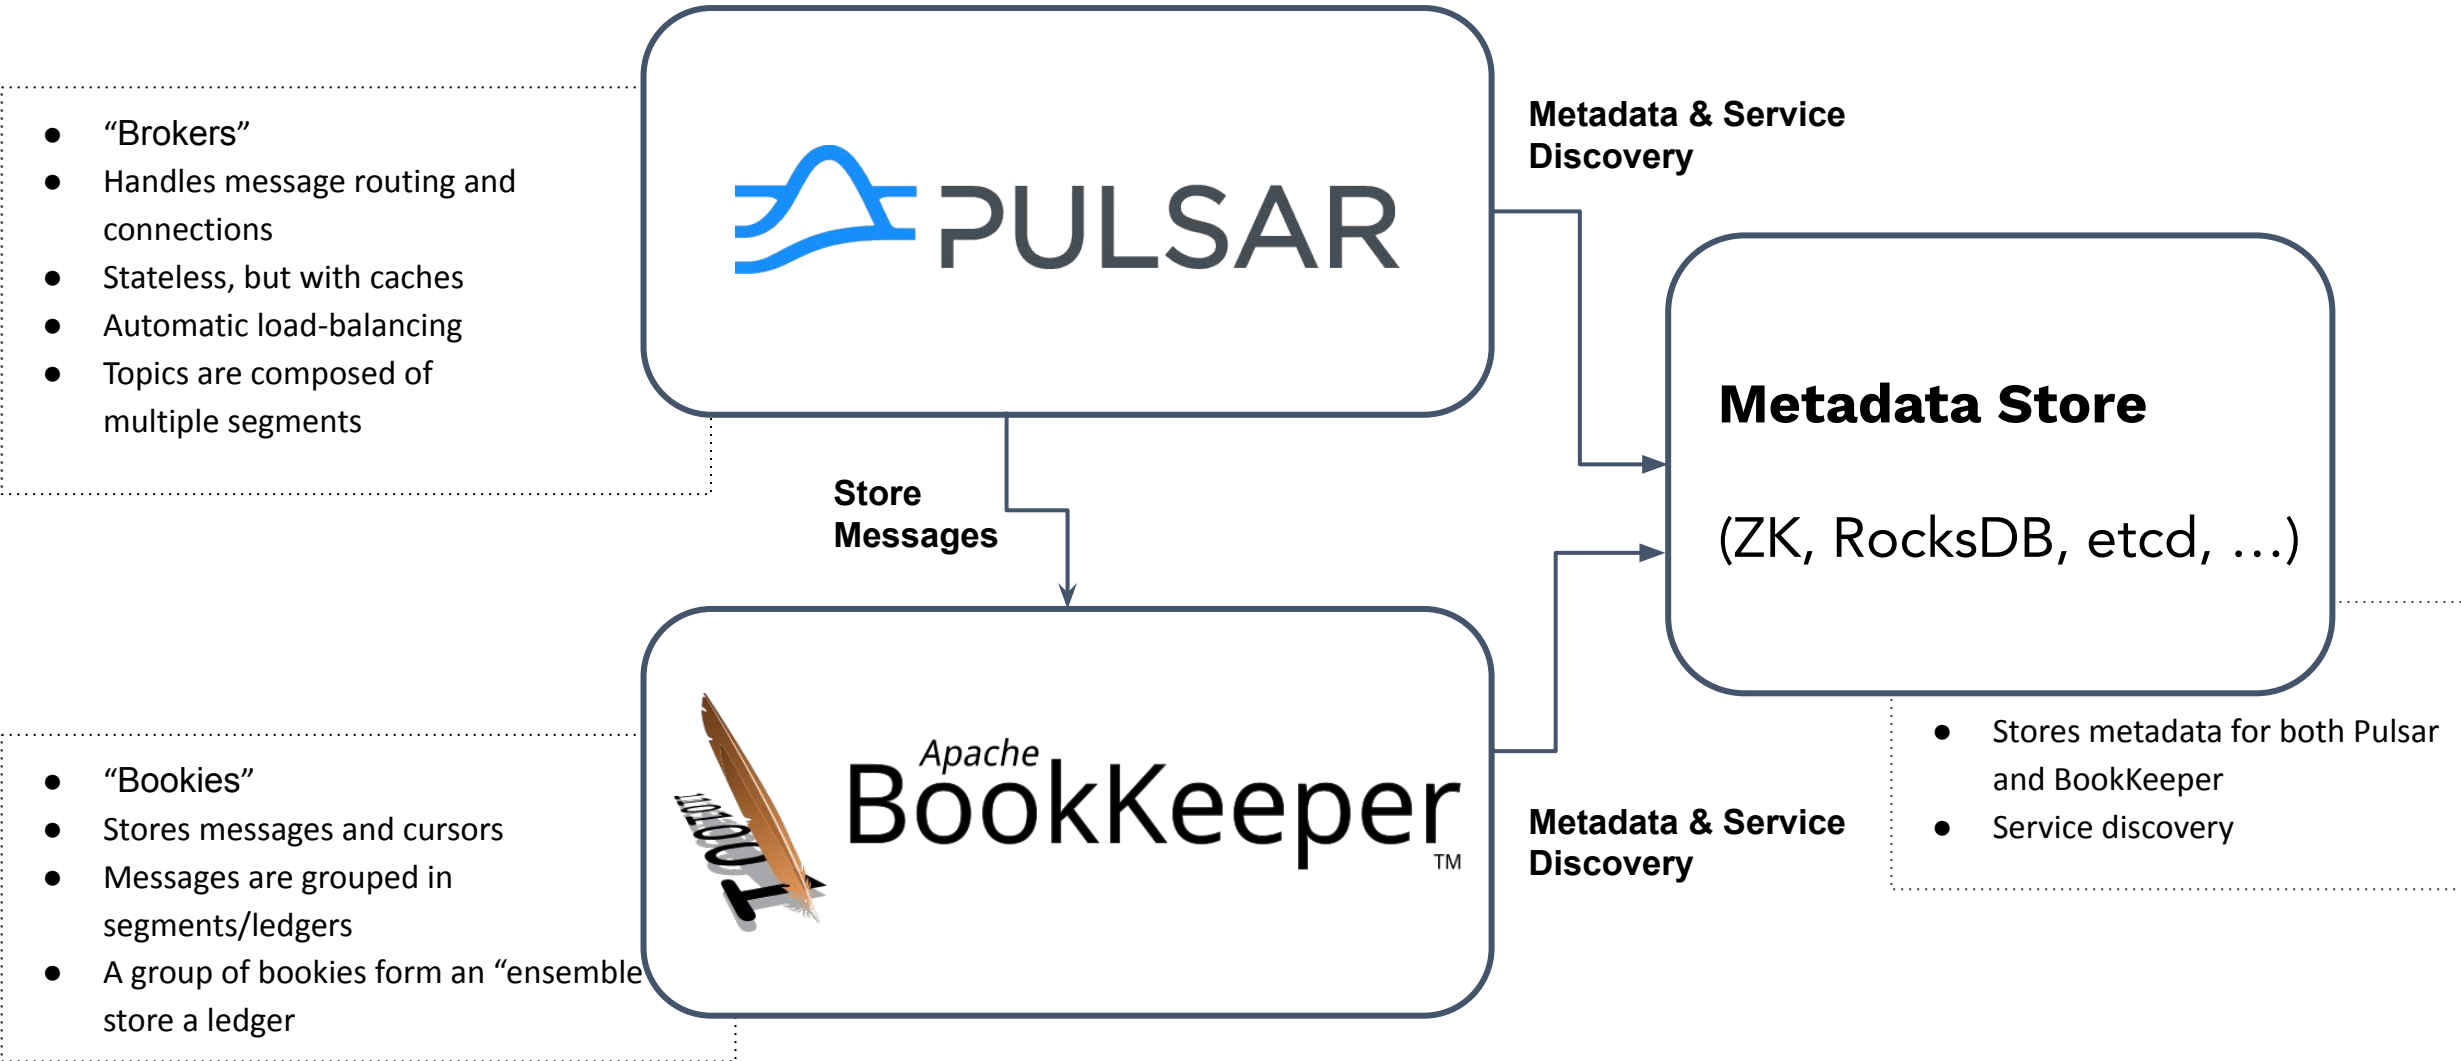 ● “Brokers”
● Handles message routing and
connections
● Stateless, but with caches
● Automatic load-balancing
● Topics are composed of
multiple segments
PULSAR
Metadata & Service
Discovery
Metadata Store
(ZK, RocksDB, etcd, ...)
Store
Messages
● “Bookies”
● Stores messages and cursors
● Messages are grouped in
segments/ledgers
● A group of bookies form an “ensemble
store a ledger
Apache
BookKeeper
TM
Metadata & Service
Discovery
● Stores metadata for both Pulsar
and BookKeeper
● Service discovery